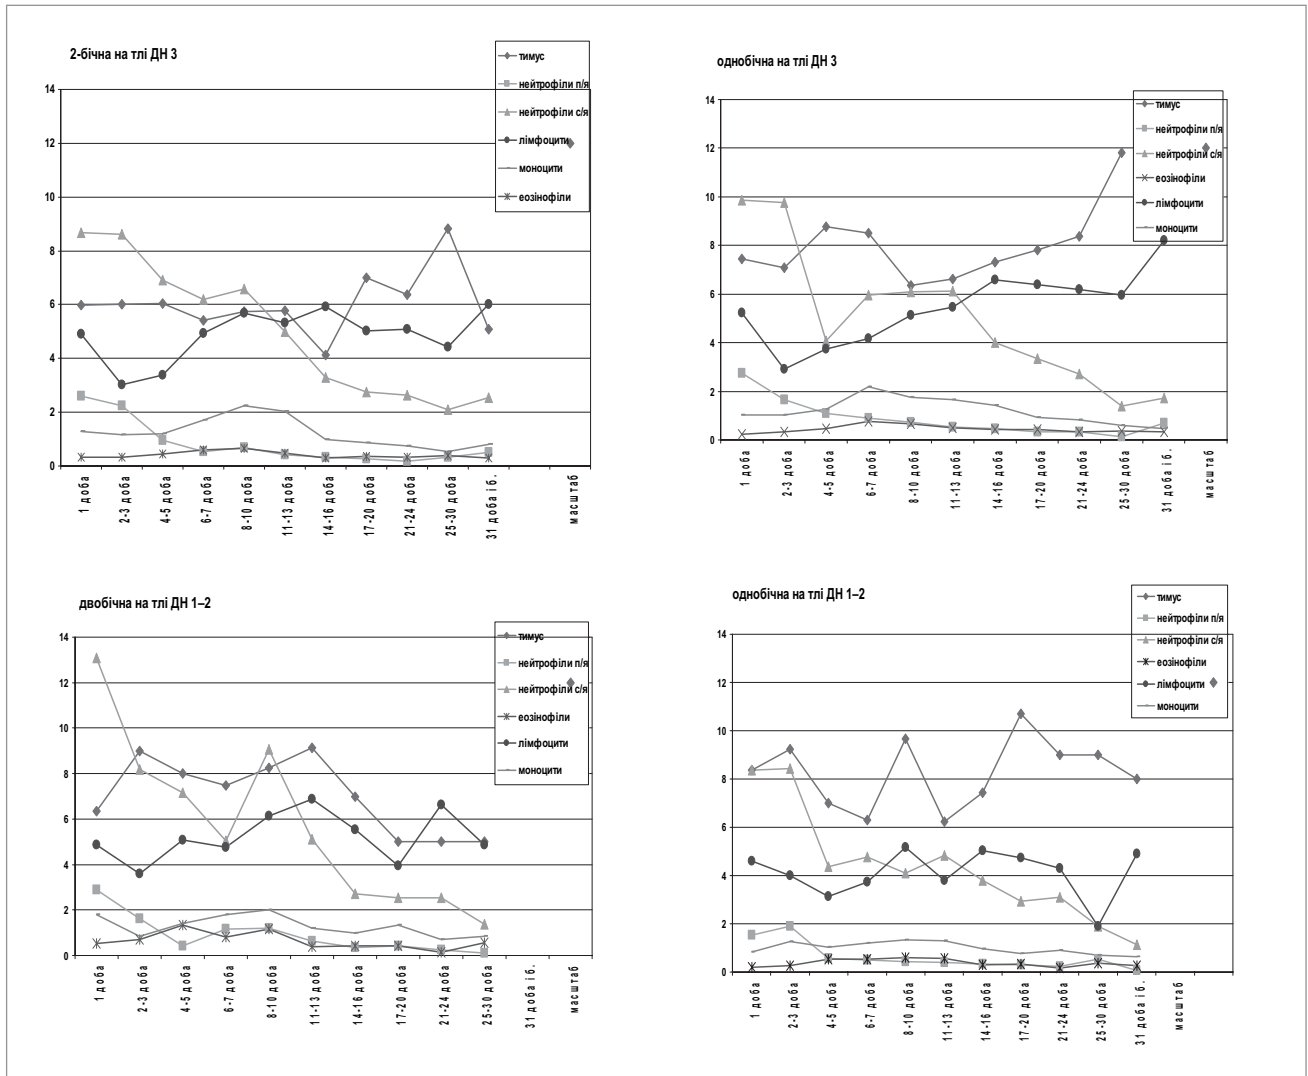 2-бічна на тлі ДН 3
тимус
нейтрофіли п/я
нейтрофіли с/я
лімфоцити
моноцити
еозінофіли
14
12
10
8
6
4
2
0
1 доба
2-3 доба
4-5 доба
6-7 доба
8-10 доба
11-13 доба
14-16 доба
17-20 доба
21-24 доба
25-30 доба
31 доба і б.
масштаб
однобічна на тлі ДН 3
тимус
нейтрофіли п/я
нейтрофіли с/я
еозінофіли
лімфоцити
моноцити
14
12
10
8
6
4
2
0
1 доба
2-3 доба
4-5 доба
6-7 доба
8-10 доба
11-13 доба
14-16 доба
17-20 доба
21-24 доба
25-30 доба
31 доба і б.
масштаб
двобічна на тлі ДН 1–2
тимус
нейтрофіли п/я
нейтрофіли с/я
еозінофіли
лімфоцити
моноцити
14
12
10
8
6
4
2
0
1 доба
2-3 доба
4-5 доба
6-7 доба
8-10 доба
11-13 доба
14-16 доба
17-20 доба
21-24 доба
25-30 доба
31 доба і б.
масштаб
однобічна на тлі ДН 1–2
тимус
нейтрофіли п/я
нейтрофіли с/я
еозінофіли
лімфоцити
моноцити
14
12
10
8
6
4
2
0
1 доба
2-3 доба
4-5 доба
6-7 доба
8-10 доба
11-13 доба
14-16 доба
17-20 доба
21-24 доба
25-30 доба
31 доба і б.
масштаб